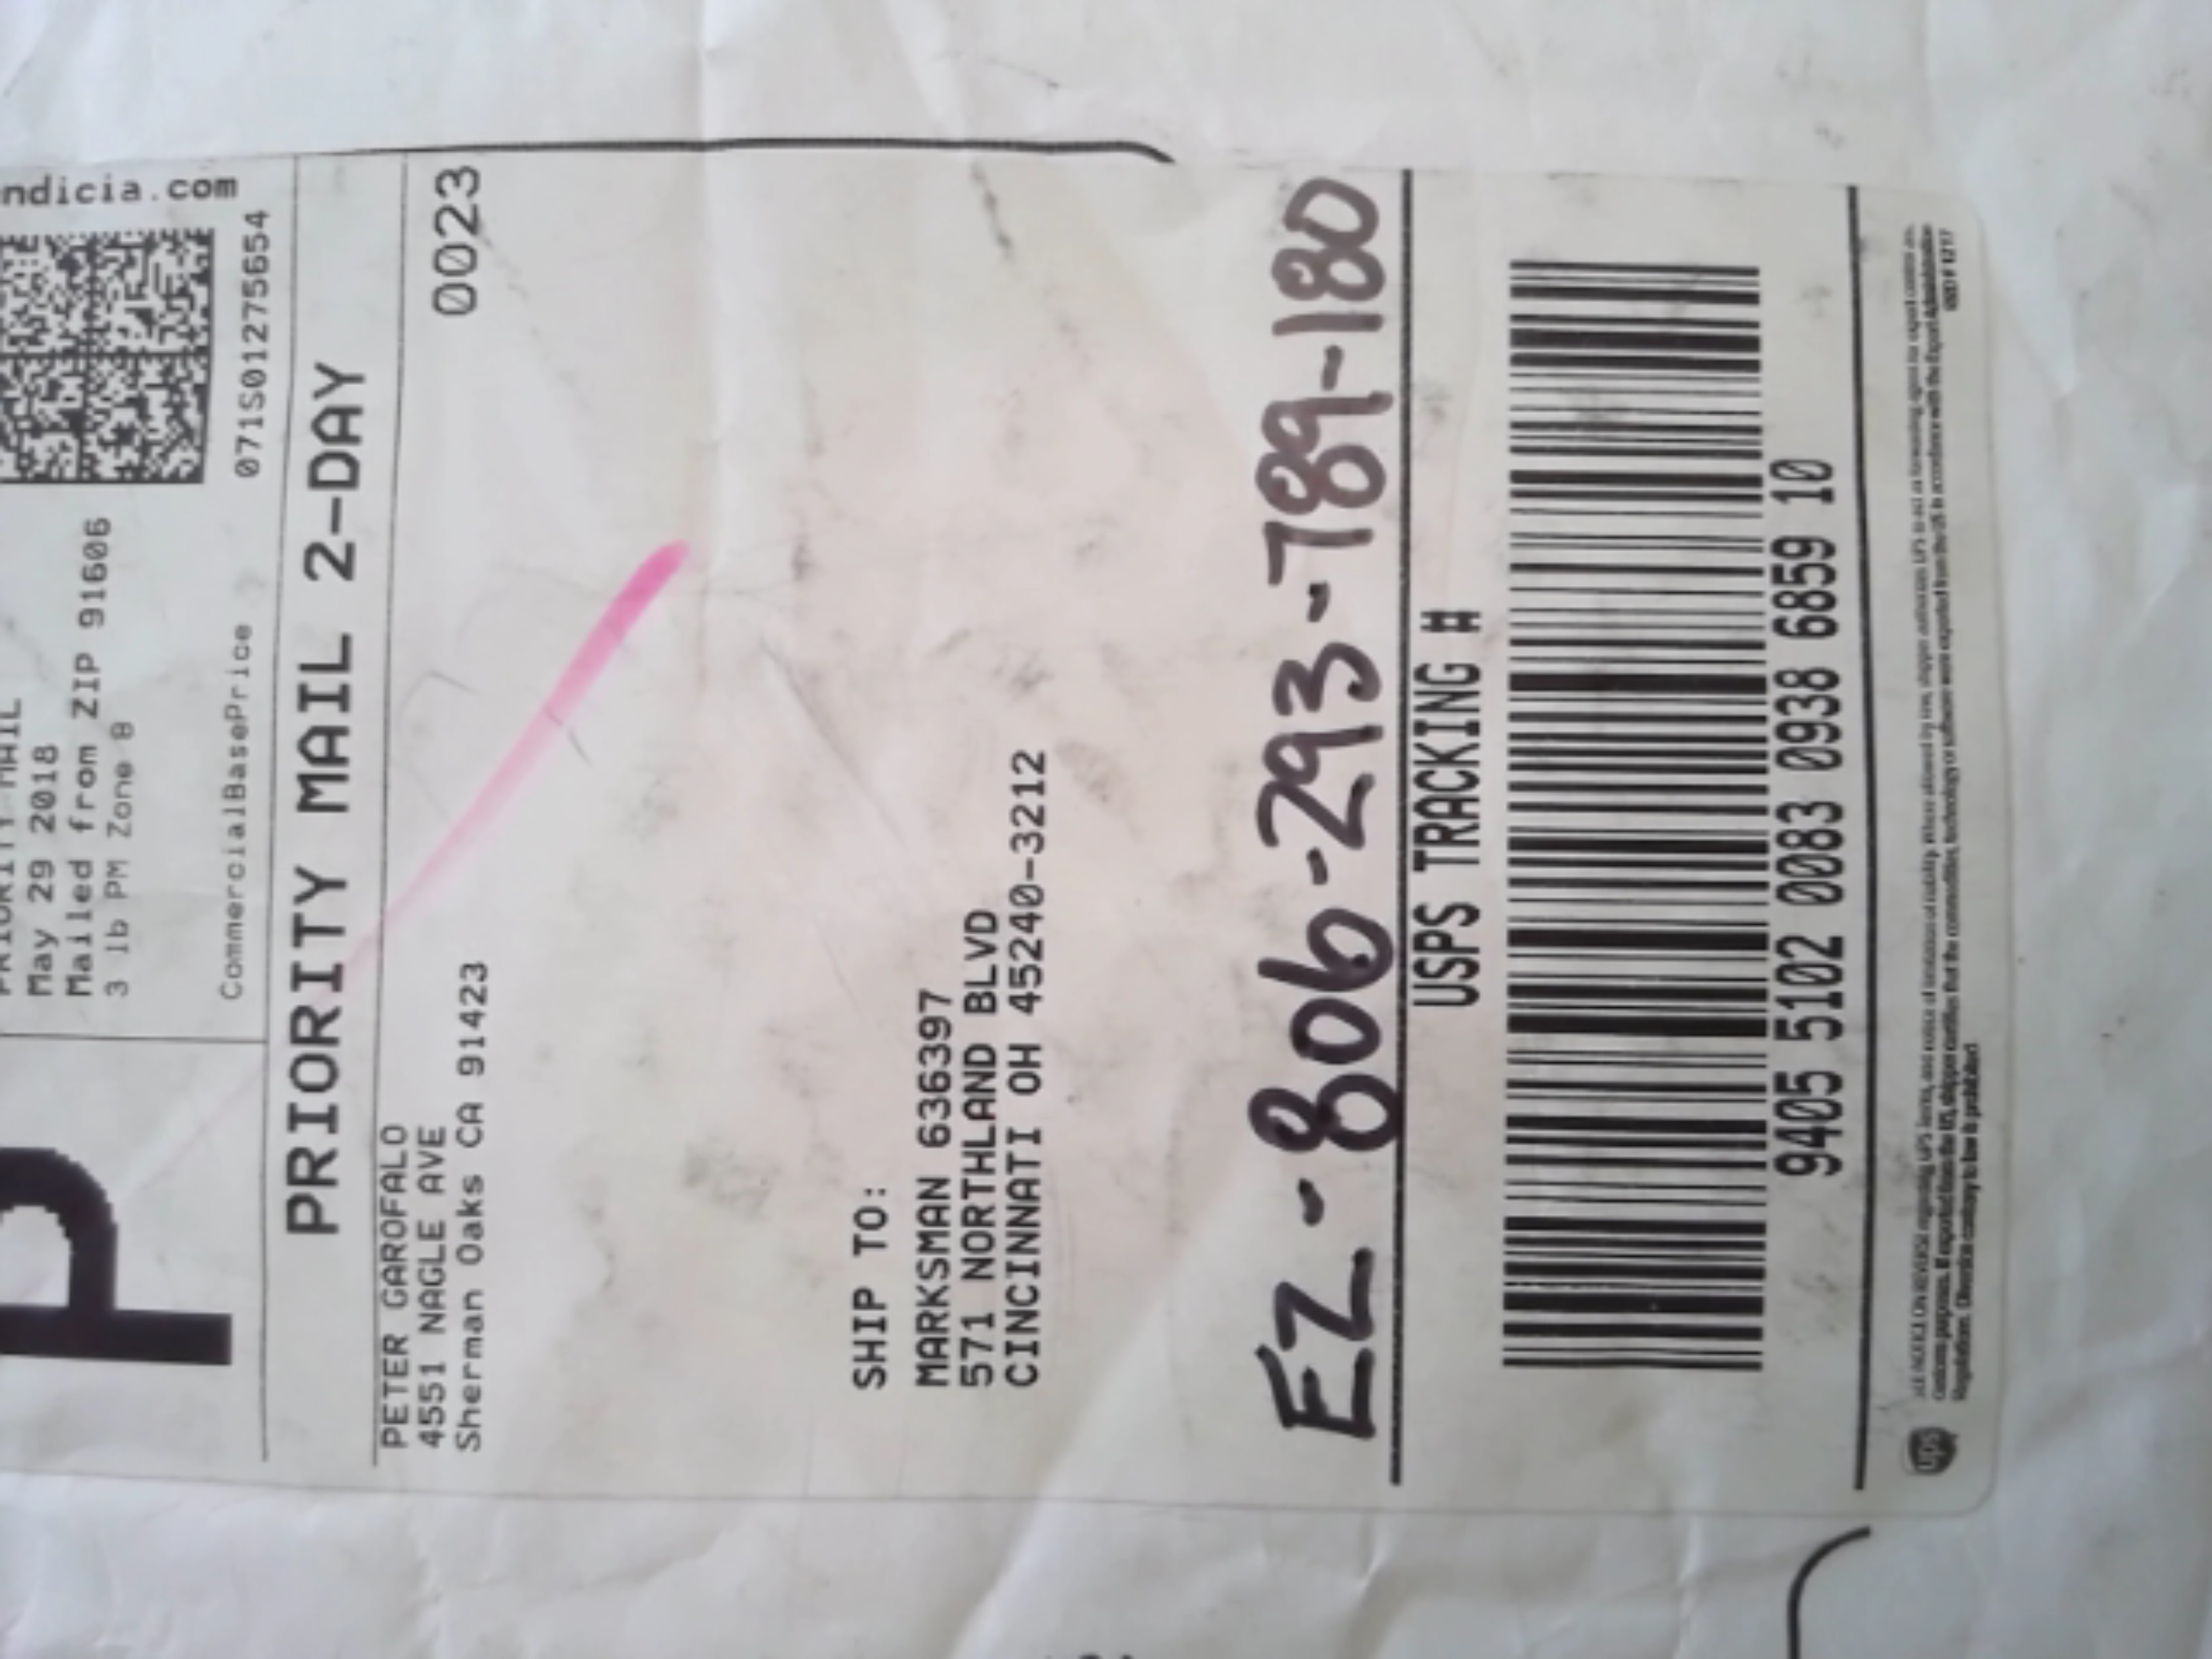 ndicia.com
PRIORITY MAIL
May 29 2018
Mailed from ZIP 91606
3 lb PM Zone 8
071S01275654
CommercialBasePrice
P
PRIORITY MAIL 2-DAY
PETER GAROFALO
4551 NAGLE AVE
Sherman Oaks CA 91423
0023
SHIP TO:
MARKSMAN 636397
571 NORTHLAND BLVD
CINCINNATI OH 45240-3212
EZ-806-293-789-180
USPS TRACKING #
9405 5102 0083 0938 6859 10
ups